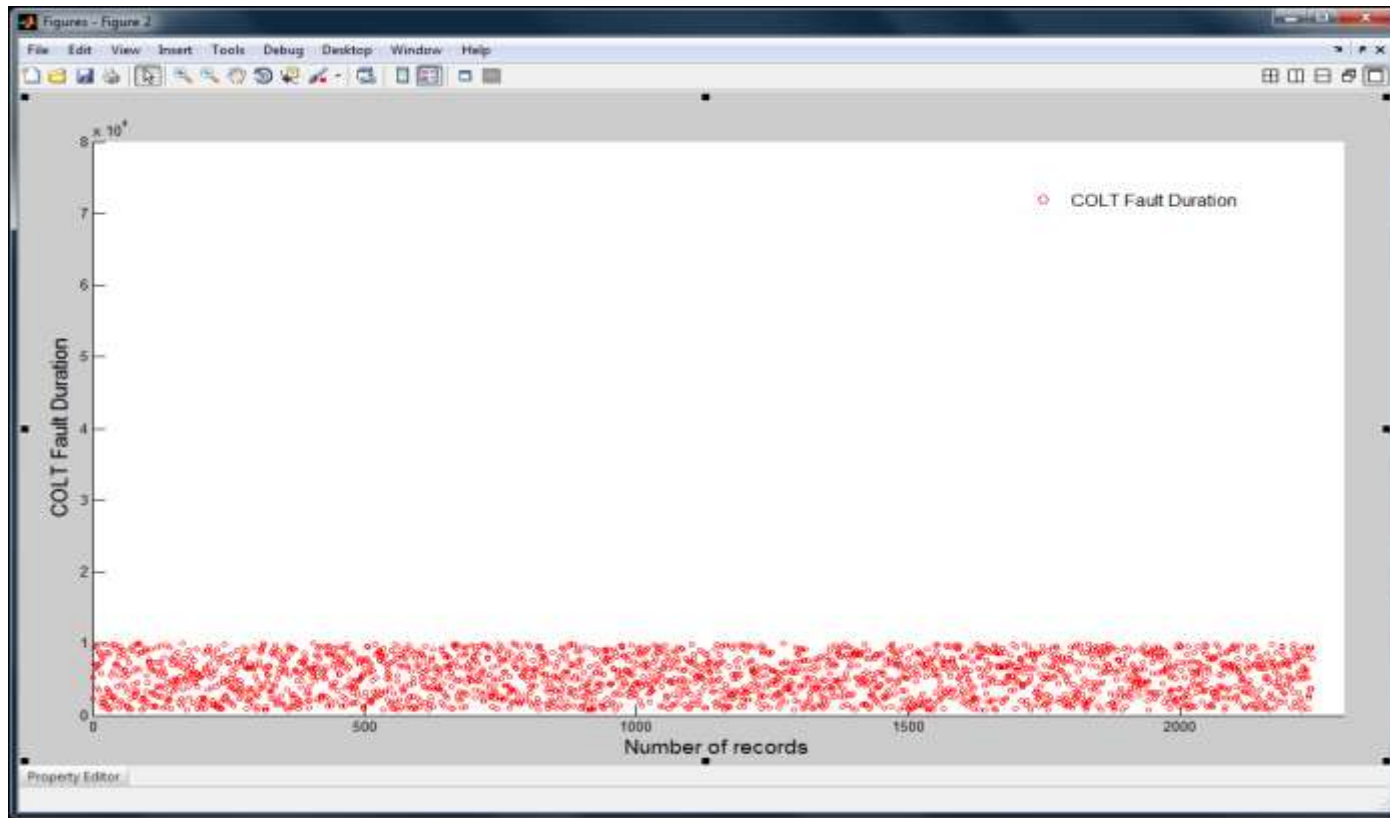 Figures - Figure 2
File Edit View Insert Tools Debug Desktop Window Help
x 10⁴
8
7
6
5
4
3
2
1
0
COLT Fault Duration
COLT Fault Duration
0 500 1000 1500 2000
Number of records
Property Editor